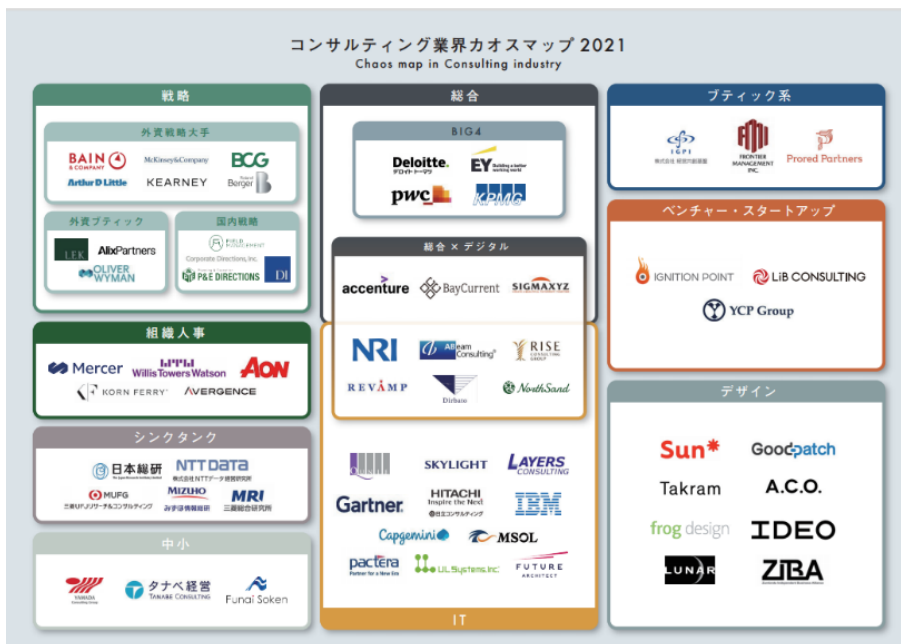 コンサルティング業界カオスマップ 2021
Chaos map in Consulting industry
戦略
外資戦略大手
BAIN
& COMPANY
McKinsey&Company
BCG
Arthur D Little
KEARNEY
Roland
Berger
外資ブティック
LEK
AlixPartners
OLIVER
WYMAN
国内戦略
FIELD
MANAGEMENT
Corporate Directions, Inc.
P&E DIRECTIONS
DI
組織人事
Mercer
WTW
Willis Towers Watson
AON
KORN FERRY
AVERGENCE
シンクタンク
日本総研
NTT DATA
株式会社NTTデータ経営研究所
MUFG
三菱UFJリサーチ&コンサルティング
MIZUHO
みずほ情報総研
MRI
三菱総合研究所
中小
YAMADA
Consulting Group
タナベ経営
TANABE CONSULTING
Funai Soken
総合
BIG4
Deloitte.
デロイト トーマツ
EY
Building a better
working world
pwc
KPMG
総合×デジタル
accenture
BayCurrent
SIGMAXYZ
NRI
ABeam
Consulting
RISE
CONSULTING
GROUP
REVAMP
Dirbato
NorthSand
SKYLIGHT
LAYERS
CONSULTING
Gartner
HITACHI
Inspire the Next
日立コンサルティング
IBM
Capgemini
MSOL
pactera
Partner for a New Era
UL Systems, Inc.
FUTURE
ARCHITECT
IT
ブティック系
IGPI
株式会社 経営共創基盤
FMI
FRONTIER
MANAGEMENT
INC.
Prored Partners
ベンチャー・スタートアップ
IGNITION POINT
LiB CONSULTING
YCP Group
デザイン
Sun*
Goodpatch
Takram
A.C.O.
frog design
IDEO
LUNAR
ZIBA